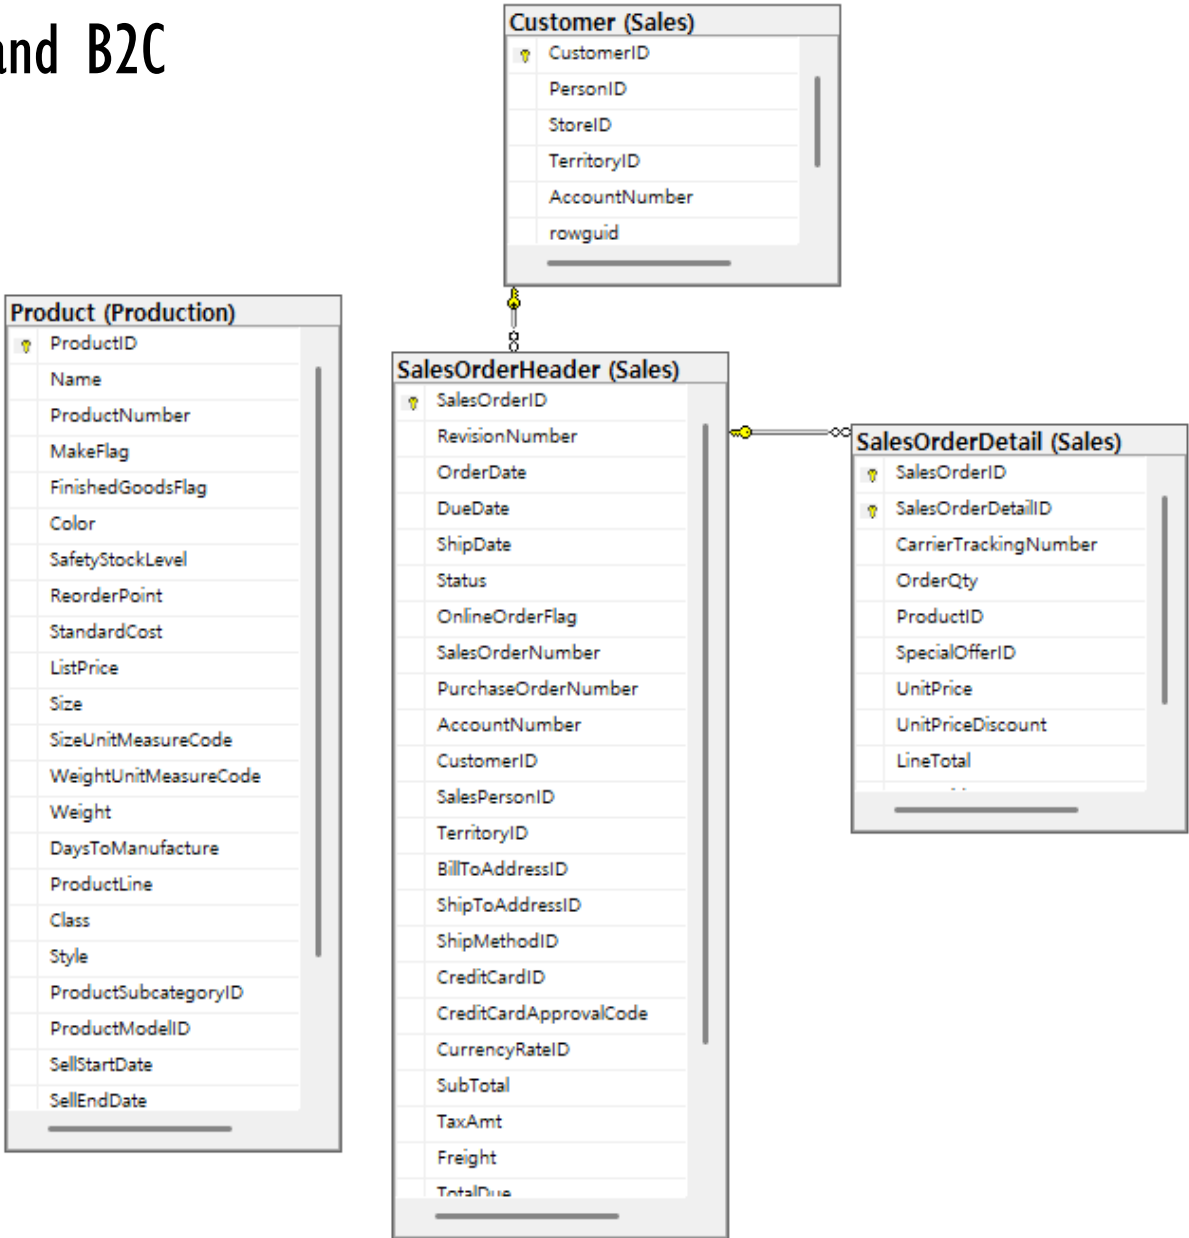 and B2C
Customer (Sales)
CustomerID
PersonID
StoreID
TerritoryID
AccountNumber
rowguid
Product (Production)
ProductID
Name
ProductNumber
MakeFlag
FinishedGoodsFlag
Color
SafetyStockLevel
ReorderPoint
StandardCost
ListPrice
Size
SizeUnitMeasureCode
WeightUnitMeasureCode
Weight
DaysToManufacture
ProductLine
Class
Style
ProductSubcategoryID
ProductModelID
SellStartDate
SellEndDate
SalesOrderHeader (Sales)
SalesOrderID
RevisionNumber
OrderDate
DueDate
ShipDate
Status
OnlineOrderFlag
SalesOrderNumber
PurchaseOrderNumber
AccountNumber
CustomerID
SalesPersonID
TerritoryID
BillToAddressID
ShipToAddressID
ShipMethodID
CreditCardID
CreditCardApprovalCode
CurrencyRateID
SubTotal
TaxAmt
Freight
TotalDue
SalesOrderDetail (Sales)
SalesOrderID
SalesOrderDetailID
CarrierTrackingNumber
OrderQty
ProductID
SpecialOfferID
UnitPrice
UnitPriceDiscount
LineTotal